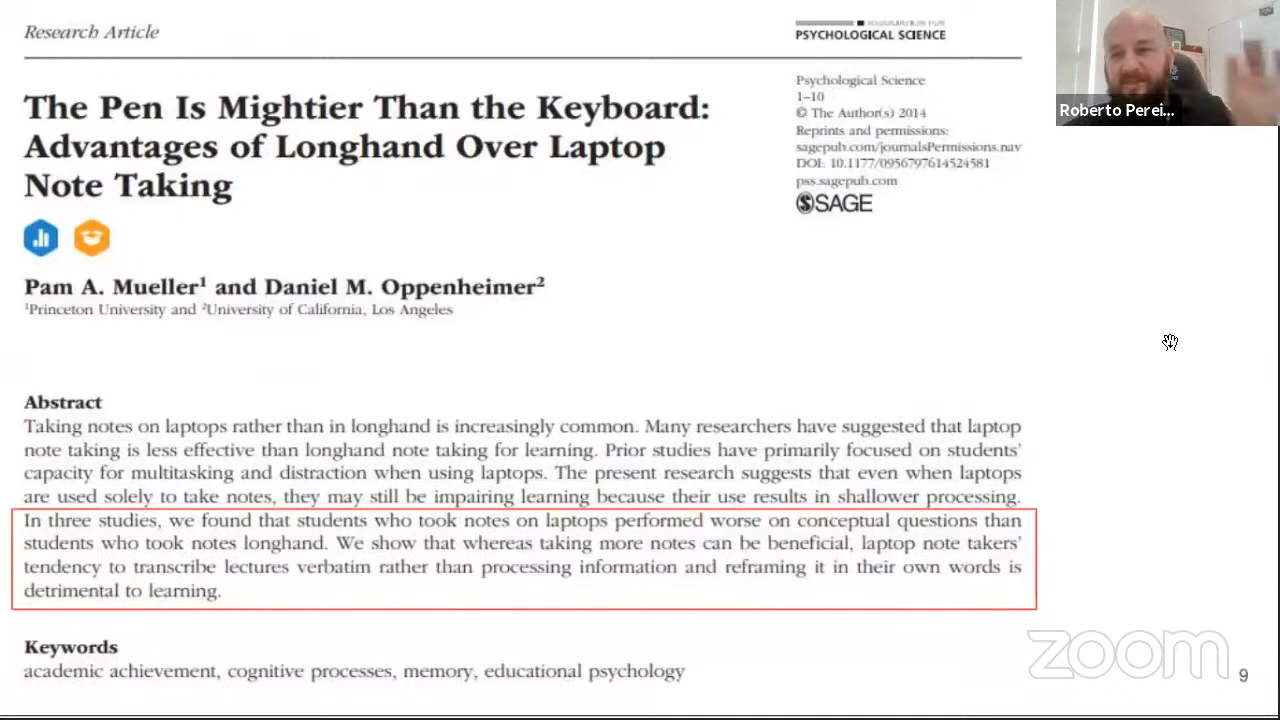 Research Article
ASSOCIATION FOR
PSYCHOLOGICAL SCIENCE
The Pen Is Mightier Than the Keyboard:
Advantages of Longhand Over Laptop
Note Taking
Psychological Science
1–10
© The Author(s) 2014
Reprints and permissions:
sagepub.com/journalsPermissions.nav
DOI: 10.1177/0956797614524581
pss.sagepub.com
SAGE
Roberto Perei...
Pam A. Mueller1 and Daniel M. Oppenheimer2
1Princeton University and 2University of California, Los Angeles
Abstract
Taking notes on laptops rather than in longhand is increasingly common. Many researchers have suggested that laptop
note taking is less effective than longhand note taking for learning. Prior studies have primarily focused on students'
capacity for multitasking and distraction when using laptops. The present research suggests that even when laptops
are used solely to take notes, they may still be impairing learning because their use results in shallower processing.
In three studies, we found that students who took notes on laptops performed worse on conceptual questions than
students who took notes longhand. We show that whereas taking more notes can be beneficial, laptop note takers'
tendency to transcribe lectures verbatim rather than processing information and reframing it in their own words is
detrimental to learning.
Keywords
academic achievement, cognitive processes, memory, educational psychology
zoom
9